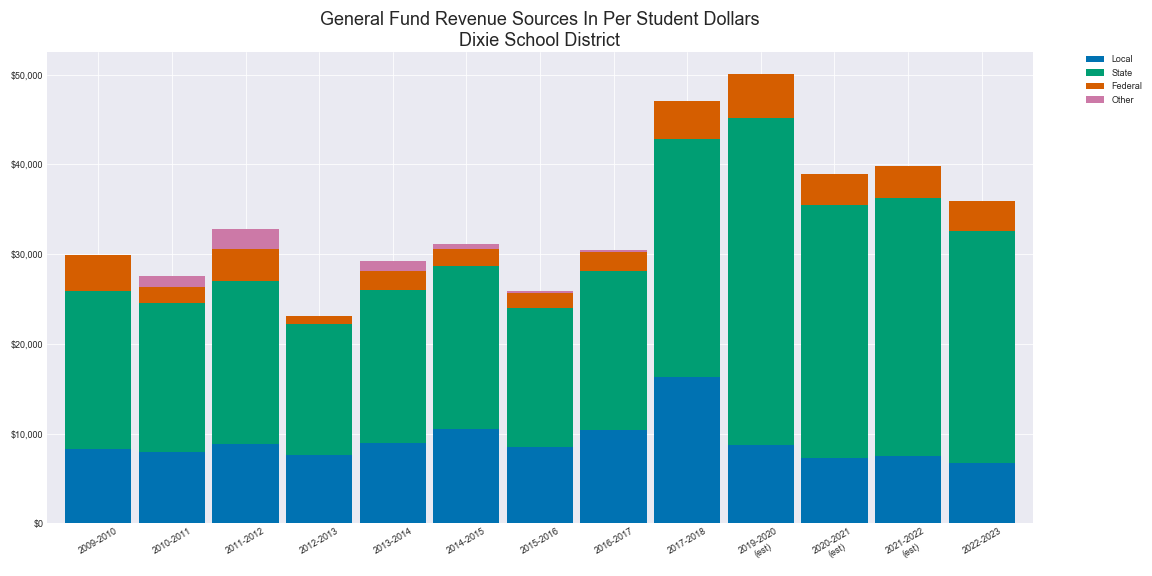 General Fund Revenue Sources In Per Student Dollars
Dixie School District
Local
State
Federal
Other
$50,000
$40,000
$30,000
$20,000
$10,000
$0
2009-2010
2010-2011
2011-2012
2012-2013
2013-2014
2014-2015
2015-2016
2016-2017
2017-2018
2019-2020
(est)
2020-2021
(est)
2021-2022
(est)
2022-2023